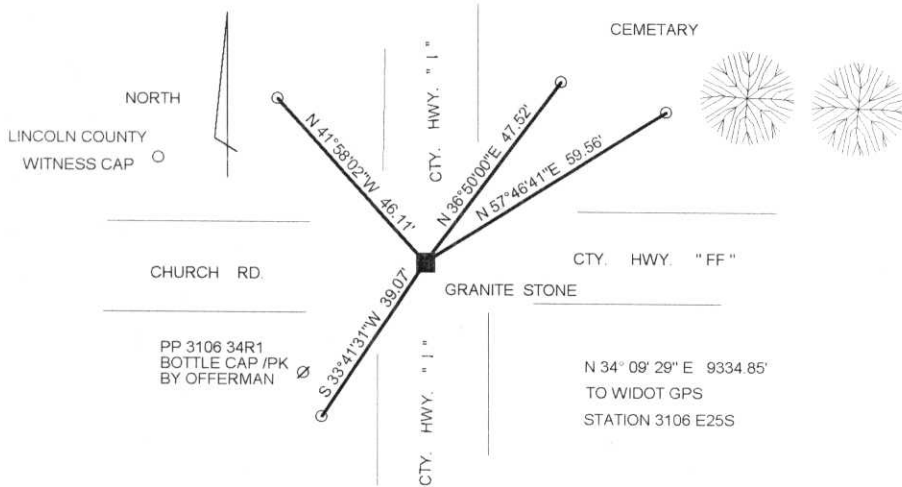 CEMETARY
NORTH
LINCOLN COUNTY
WITNESS CAP
CTY. HWY. "I"
N 41°58'02"W 46.11'
N 36°50'00"E 47.52'
N 57°46'41"E 59.56'
CHURCH RD.
CTY. HWY. "FF"
GRANITE STONE
S 33°41'31"W 39.07'
PP 3106 34R1
BOTTLE CAP /PK
BY OFFERMAN
CTY. HWY. "I"
N 34° 09' 29" E 9334.85'
TO WIDOT GPS
STATION 3106 E25S